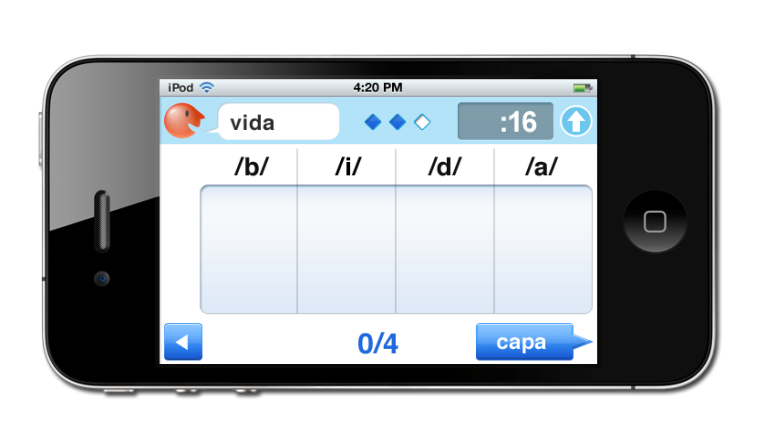 iPod 4:20 PM
vida :16
/b/ /i/ /d/ /a/
0/4 capa